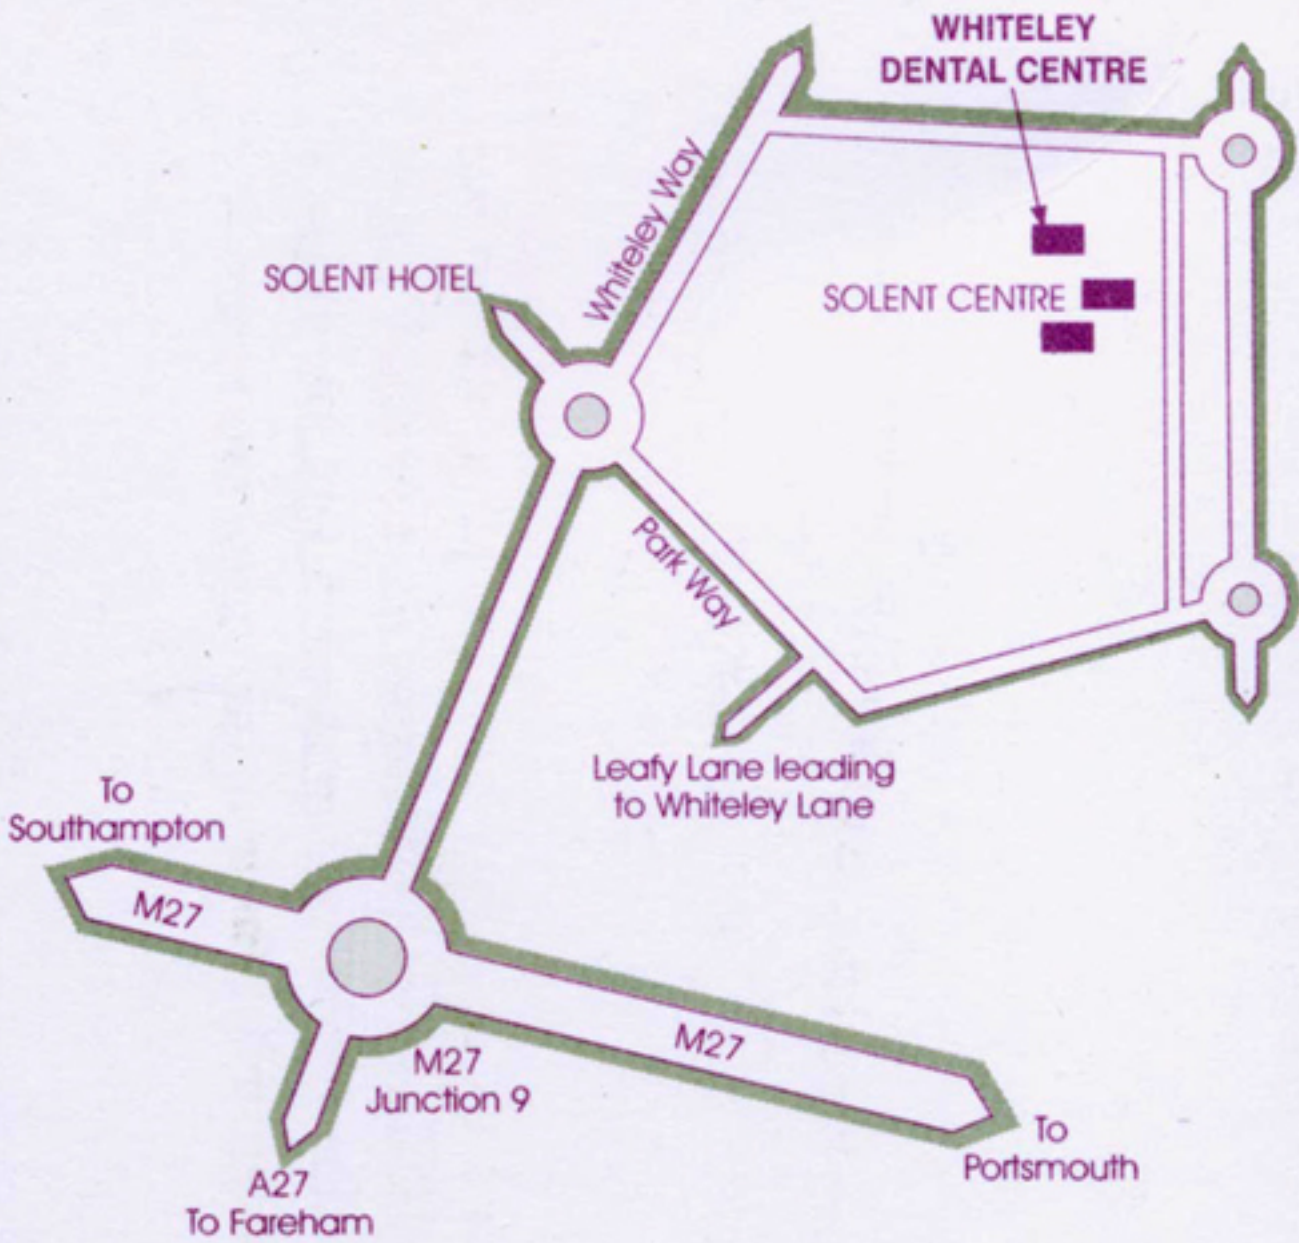 WHITELEY
DENTAL CENTRE
Whiteley Way
SOLENT HOTEL
SOLENT CENTRE
Park Way
Leafy Lane leading
to Whiteley Lane
To
Southampton
M27
M27
M27
Junction 9
To
Portsmouth
A27
To Fareham